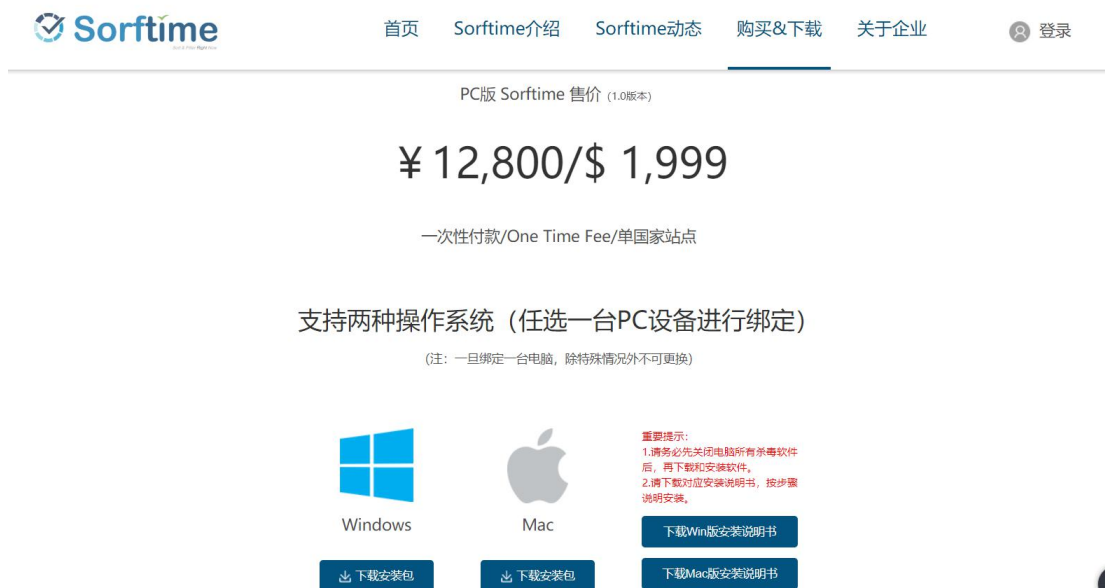 Sorftime
首页 Sorftime介绍 Sorftime动态 购买&下载 关于企业 登录
PC版 Sorftime 售价 (1.0版本)
¥ 12,800/$ 1,999
一次性付款/One Time Fee/单国家站点
支持两种操作系统（任选一台PC设备进行绑定）
(注：一旦绑定一台电脑，除特殊情况外不可更换)
Windows
下载安装包
Mac
下载安装包
重要提示:
1.请务必先关闭电脑所有杀毒软件
后，再下载和安装软件。
2.请下载对应安装说明书，按步骤
说明安装。
下载Win版安装说明书
下载Mac版安装说明书